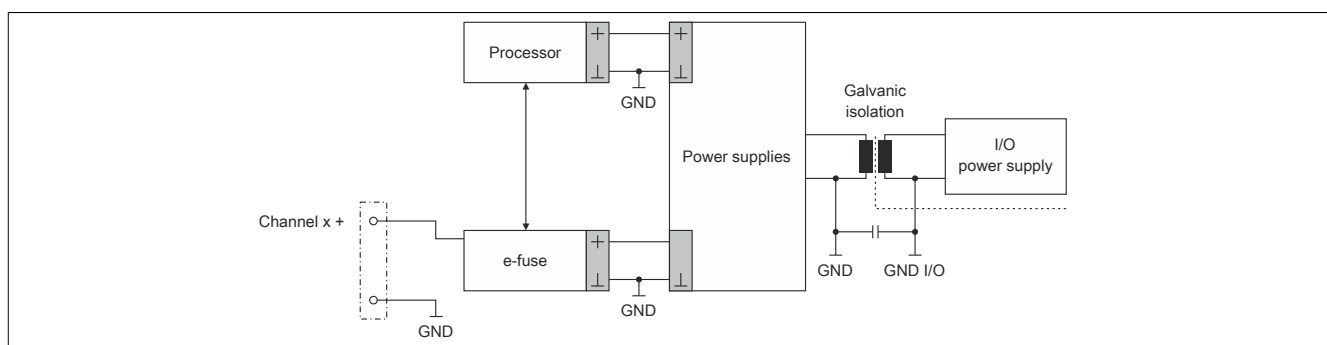 Processor
+
⊥
+
⊥
GND
Galvanic
isolation
Power supplies
I/O
power supply
Channel x +
e-fuse
+
⊥
⊥
GND
GND
GND I/O
GND